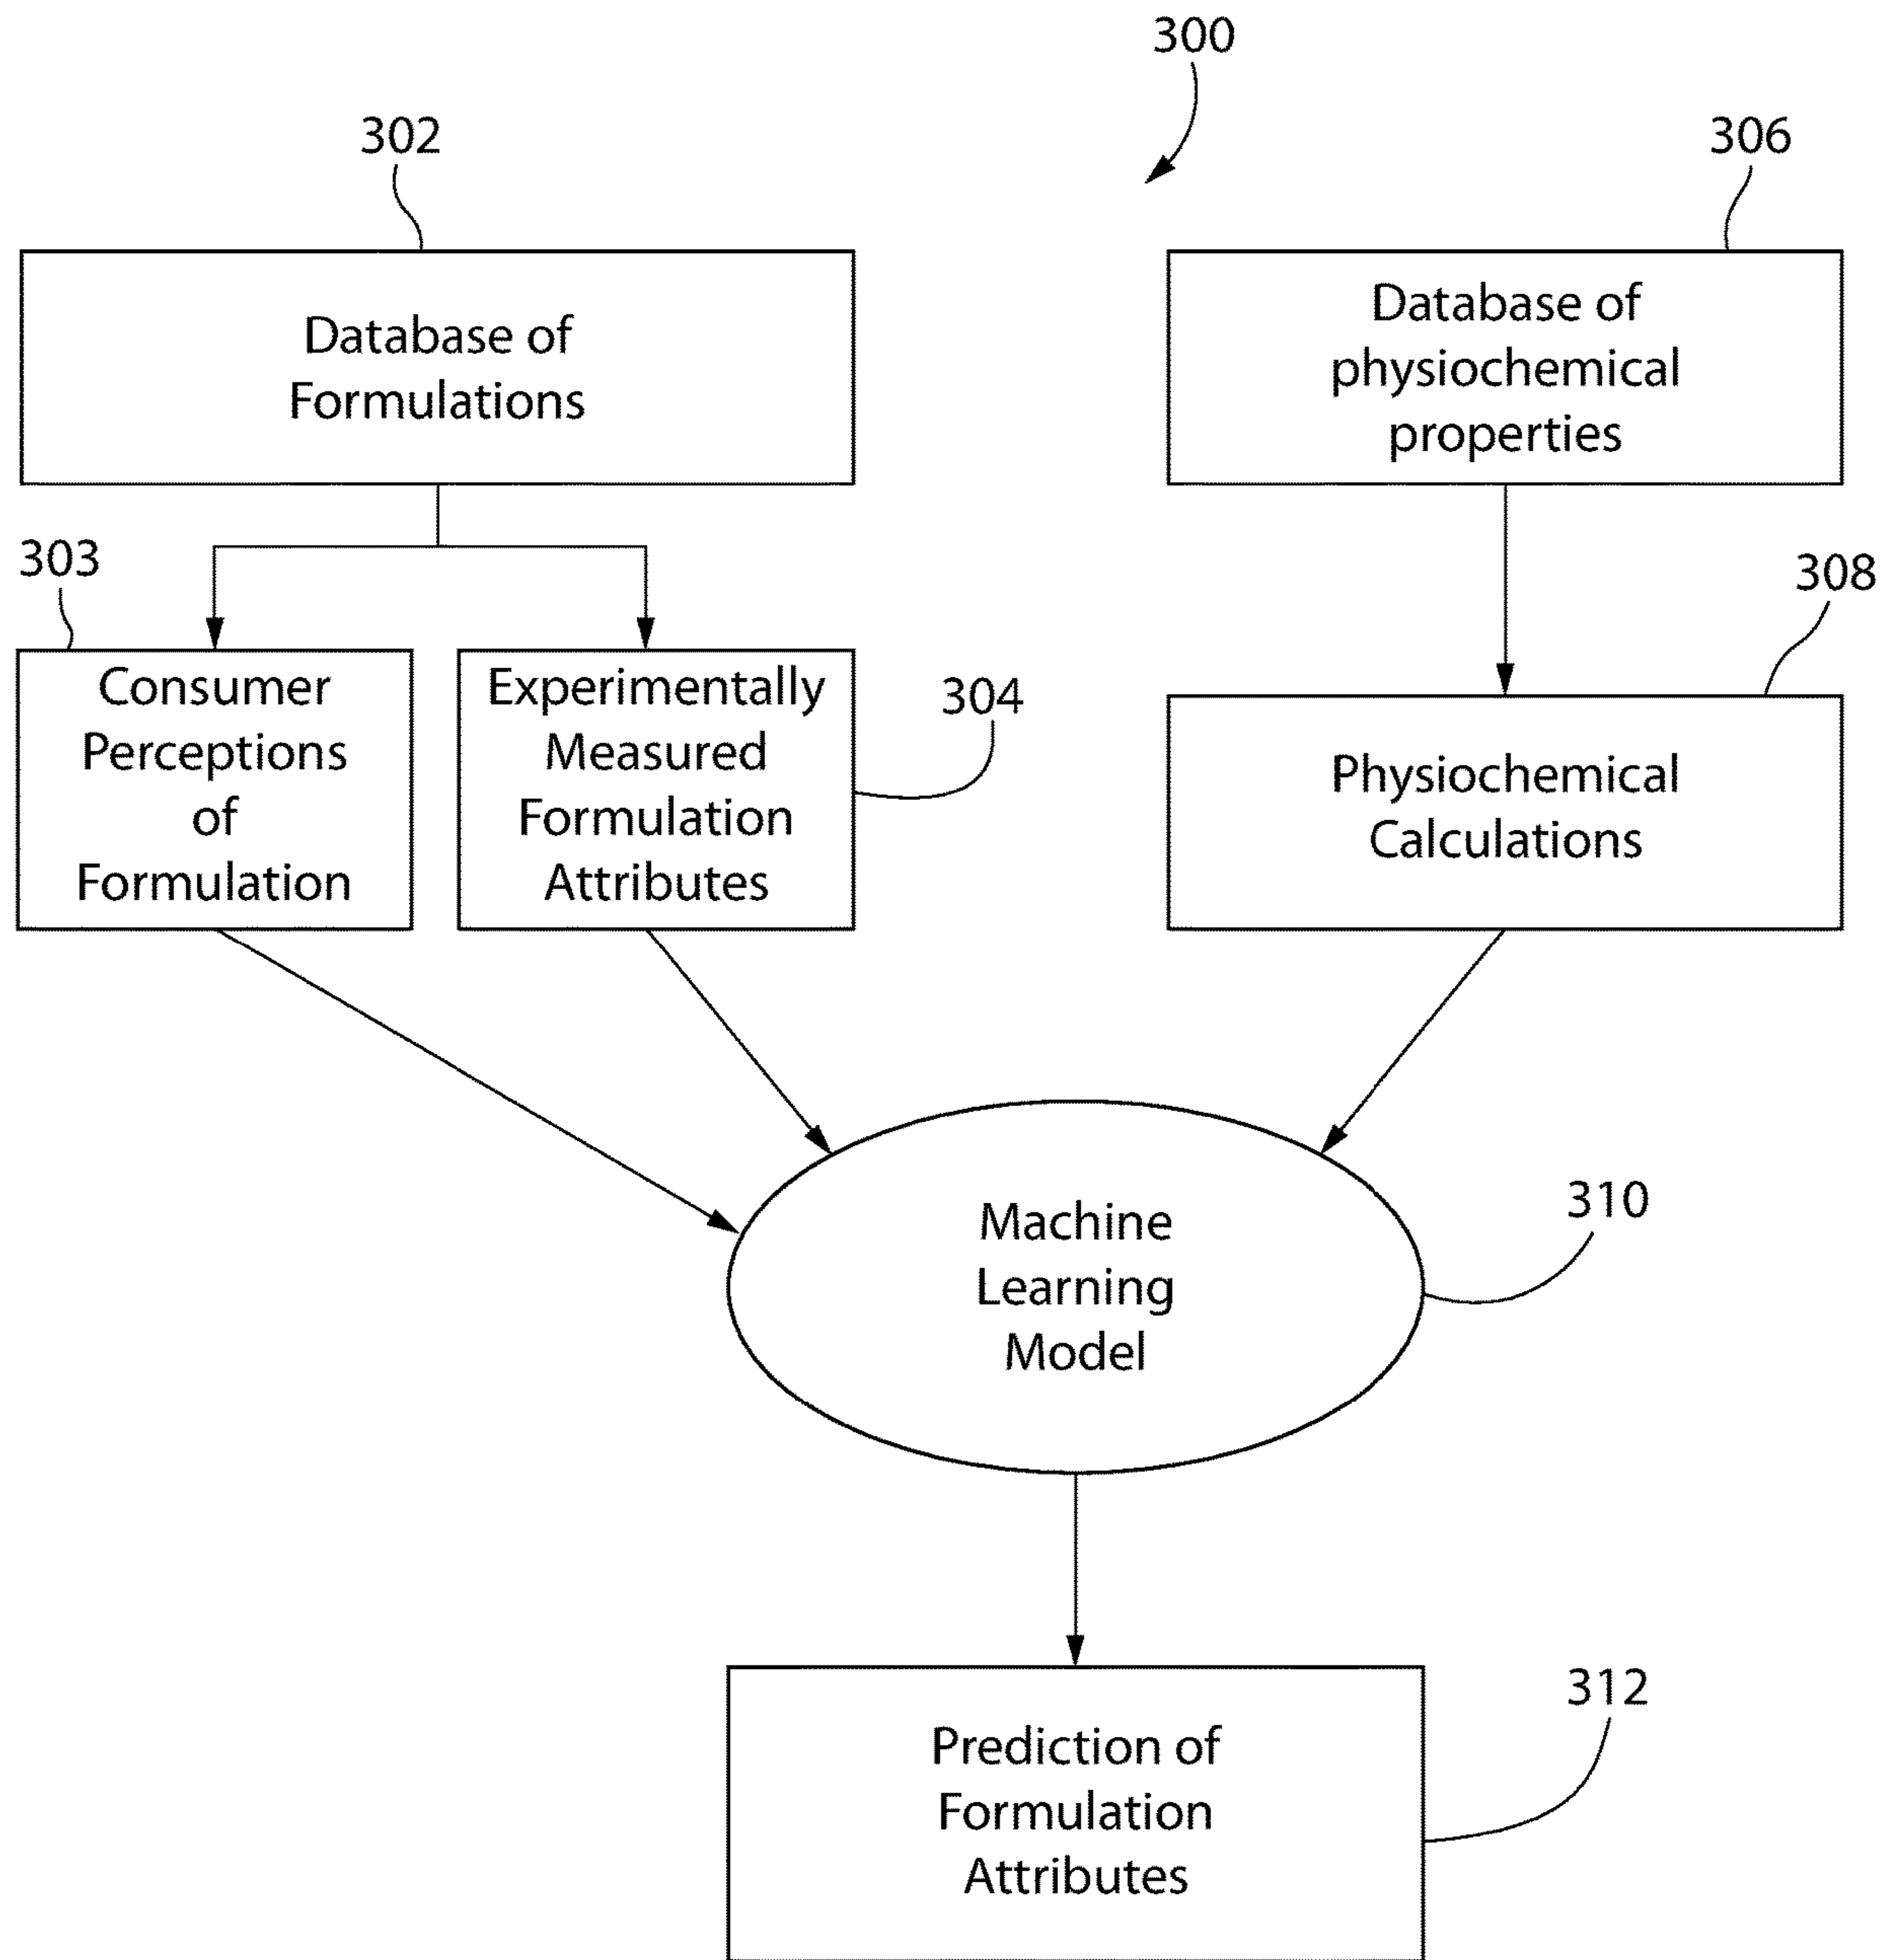 300
302
306
Database of
Formulations
Database of
physiochemical
properties
303
308
Consumer
Perceptions
of
Formulation
Experimentally
Measured
Formulation
Attributes
304
Physiochemical
Calculations
Machine
Learning
Model
310
Prediction of
Formulation
Attributes
312